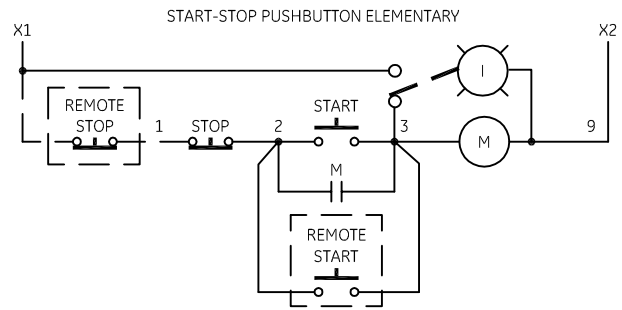 START-STOP PUSHBUTTON ELEMENTARY
X1
X2
I
REMOTE
STOP
1
STOP
2
START
3
M
9
M
REMOTE
START